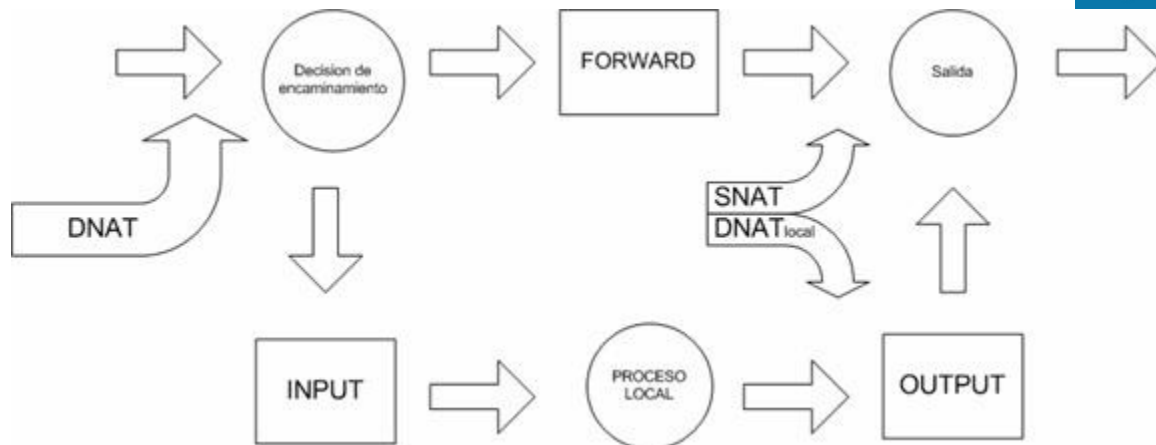 Decision de
encaminamiento
FORWARD
Salida
DNAT
SNAT
DNATlocal
INPUT
PROCESO
LOCAL
OUTPUT